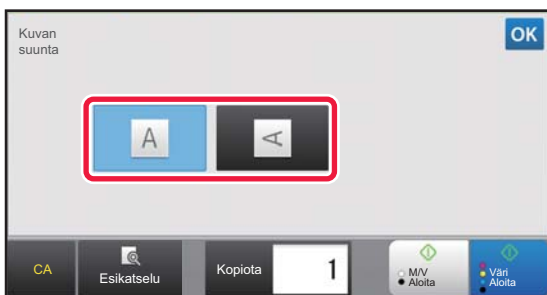 Kuvan
suunta
OK
A
A
CA
Esikatselu
Kopiota
1
M/V
Aloita
Väri
Aloita